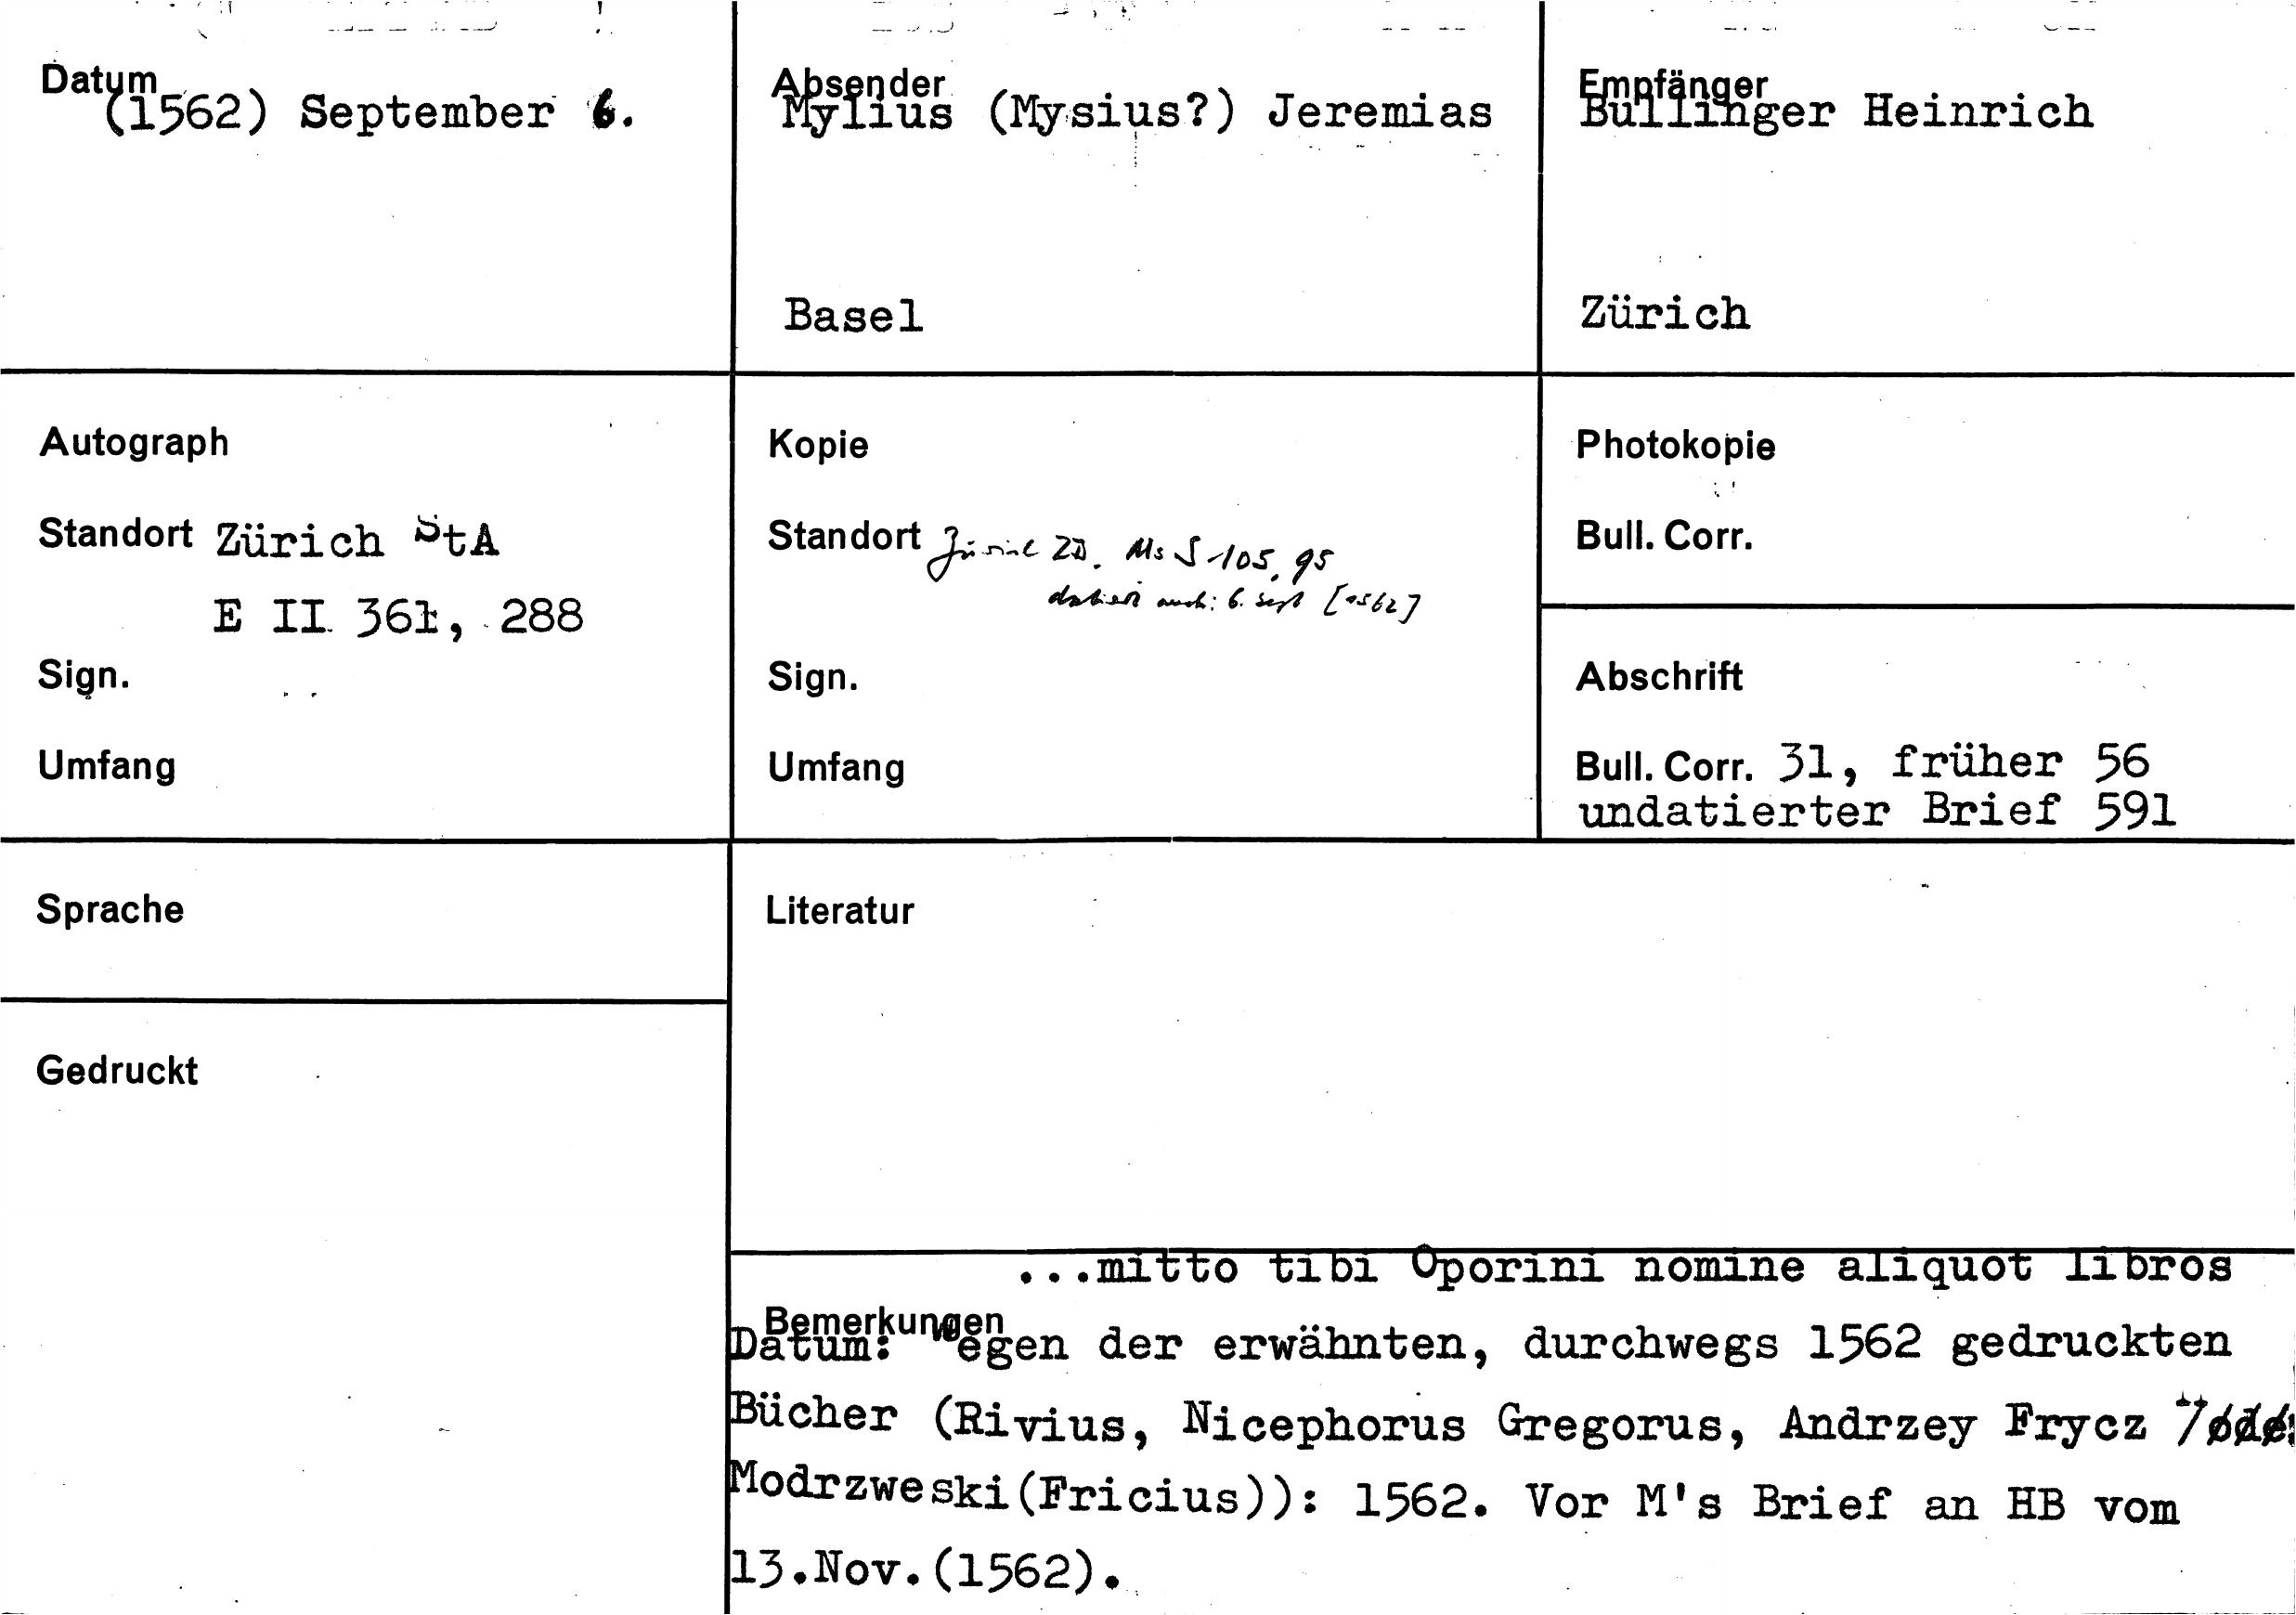 Datum
(1562) September 6.
Absender
Mylius (Mysius?) Jeremias
Basel
Empfänger
Bullinger Heinrich
Zürich
Autograph
Standort Zürich StA
E II 361, 288
Sign.
Umfang
Kopie
Standort Zürich ZB. Ms S 105, 95
datiert auch: 6. Sept [1562]
Sign.
Umfang
Photokopie
Bull. Corr.
Abschrift
Bull. Corr. 31, früher 56
undatierter Brief 591
Sprache
Gedruckt
Literatur
...mitto tibi Oporini nomine aliquot libros
Bemerkungen
Datum: Wegen der erwähnten, durchwegs 1562 gedruckten
Bücher (Rivius, Nicephorus Gregorus, Andrzey Frycz
Modrzweski(Fricius)): 1562. Vor M's Brief an HB vom
13.Nov.(1562).